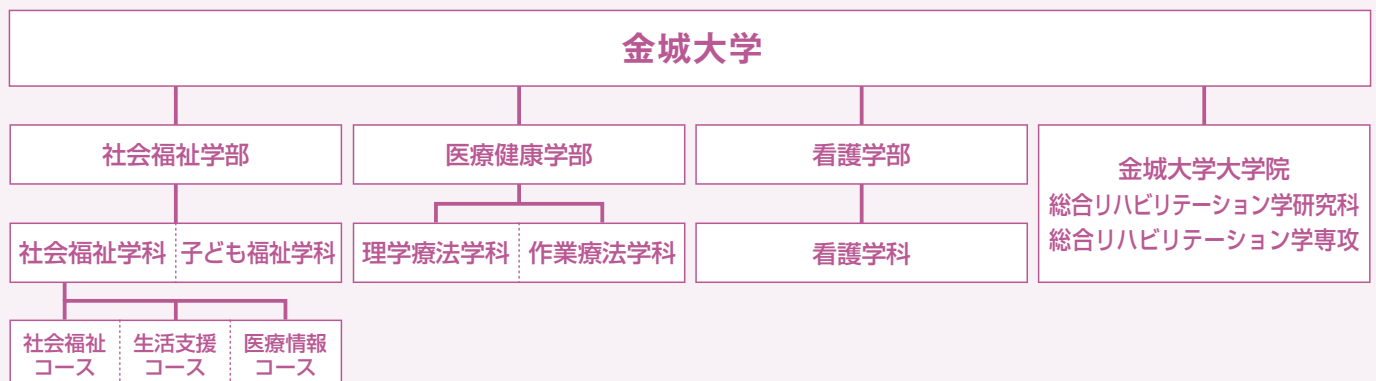 金城大学
社会福祉学部
医療健康学部
看護学部
金城大学大学院
総合リハビリテーション学研究科
総合リハビリテーション学専攻
社会福祉学科
子ども福祉学科
理学療法学科
作業療法学科
看護学科
社会福祉
コース
生活支援
コース
医療情報
コース